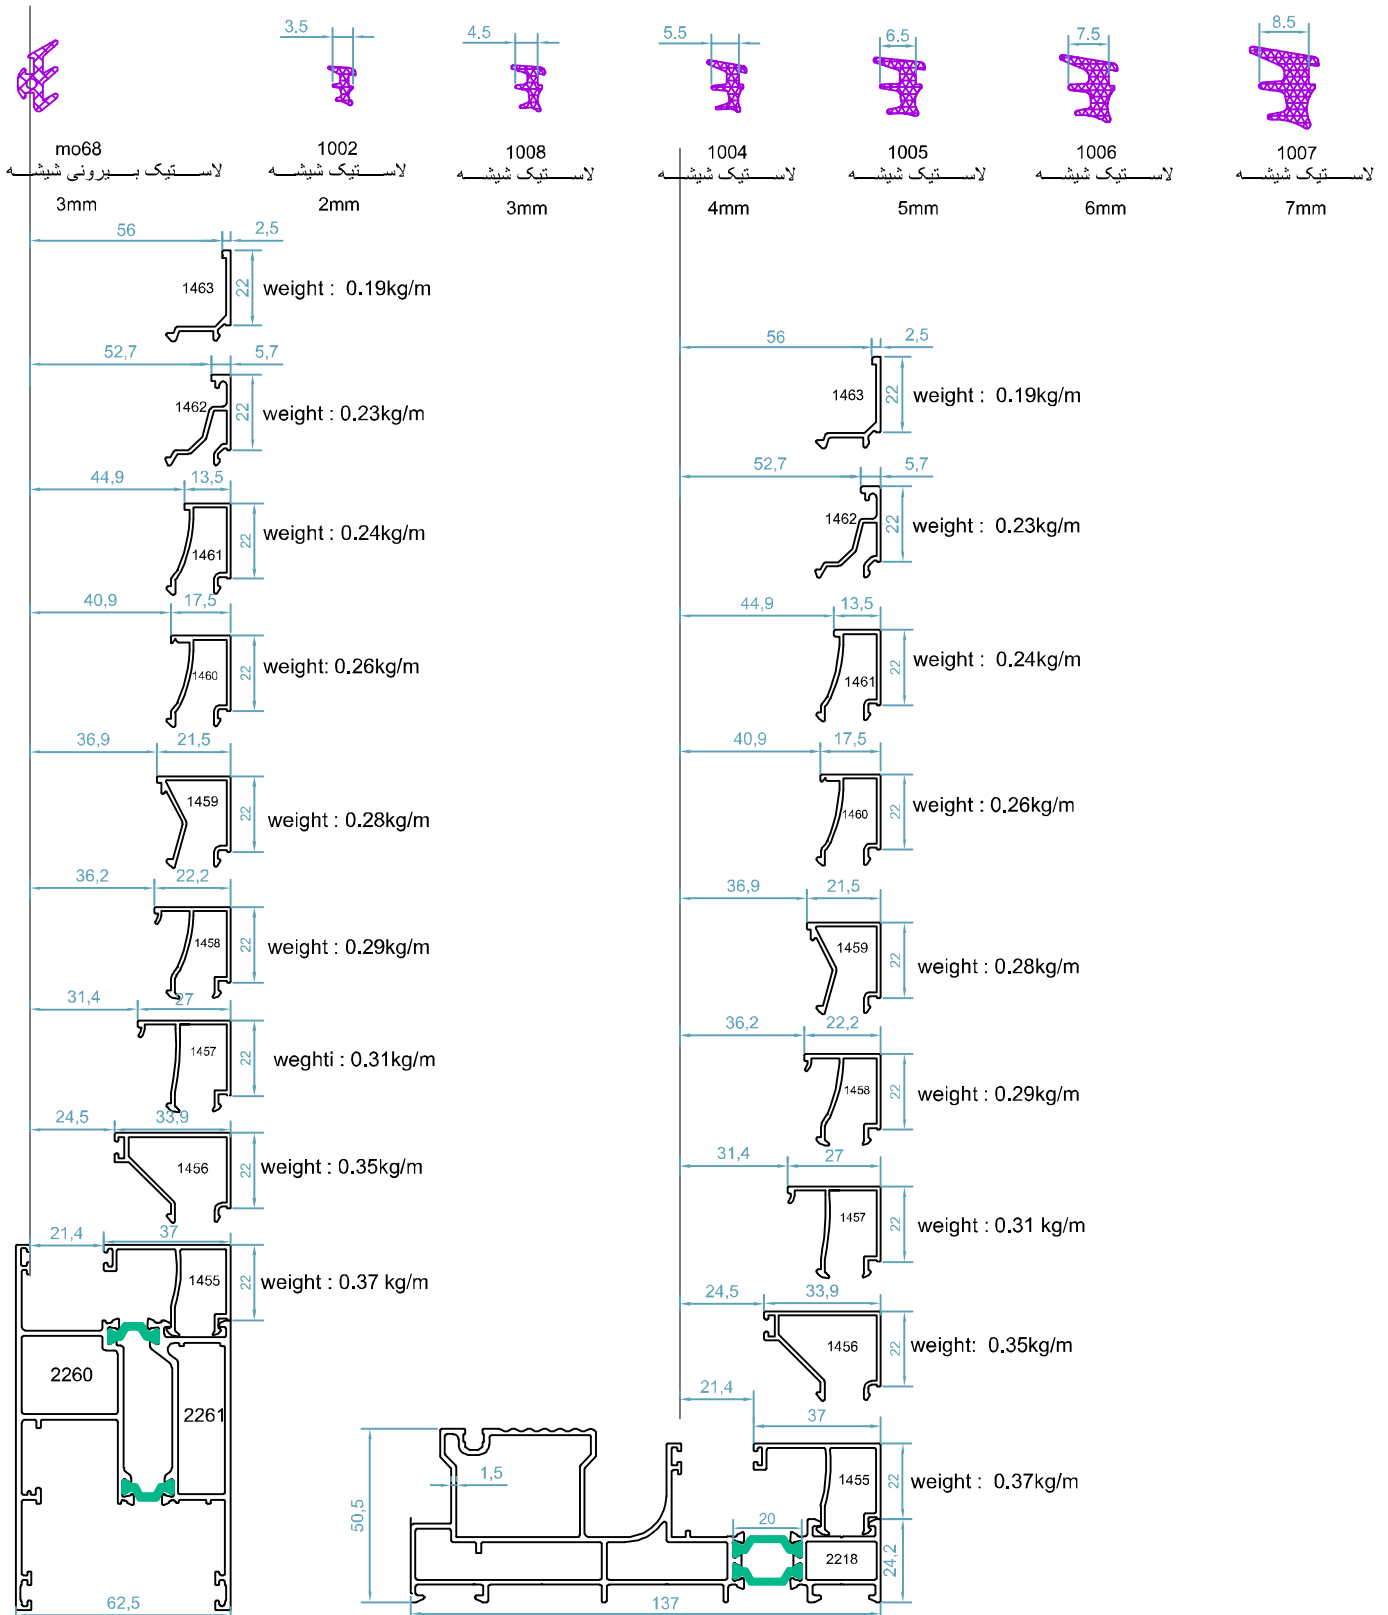 3.5
4.5
5.5
6.5
7.5
8.5
mo68
لاستیک بیرونی شیشه
3mm
1002
لاستیک شیشه
2mm
1008
لاستیک شیشه
3mm
1004
لاستیک شیشه
4mm
1005
لاستیک شیشه
5mm
1006
لاستیک شیشه
6mm
1007
لاستیک شیشه
7mm
56 2,5
1463 22 weight : 0.19kg/m
52,7 5,7
1462 22 weight : 0.23kg/m
44,9 13,5
1461 22 weight : 0.24kg/m
40,9 17,5
1460 22 weight: 0.26kg/m
36,9 21,5
1459 22 weight : 0.28kg/m
36,2 22,2
1458 22 weight : 0.29kg/m
31,4 27
1457 22 weghti : 0.31kg/m
24,5 33,9
1456 22 weight : 0.35kg/m
21,4 37
1455 22 weight : 0.37 kg/m
2260
2261
62,5
56 2,5
1463 22 weight : 0.19kg/m
52,7 5,7
1462 22 weight : 0.23kg/m
44,9 13,5
1461 22 weight : 0.24kg/m
40,9 17,5
1460 22 weight : 0.26kg/m
36,9 21,5
1459 22 weight : 0.28kg/m
36,2 22,2
1458 22 weight : 0.29kg/m
31,4 27
1457 22 weight : 0.31 kg/m
24,5 33,9
1456 22 weight: 0.35kg/m
21,4
37
1455 22 weight : 0.37kg/m
1,5
50,5
20
2218
24,2
137